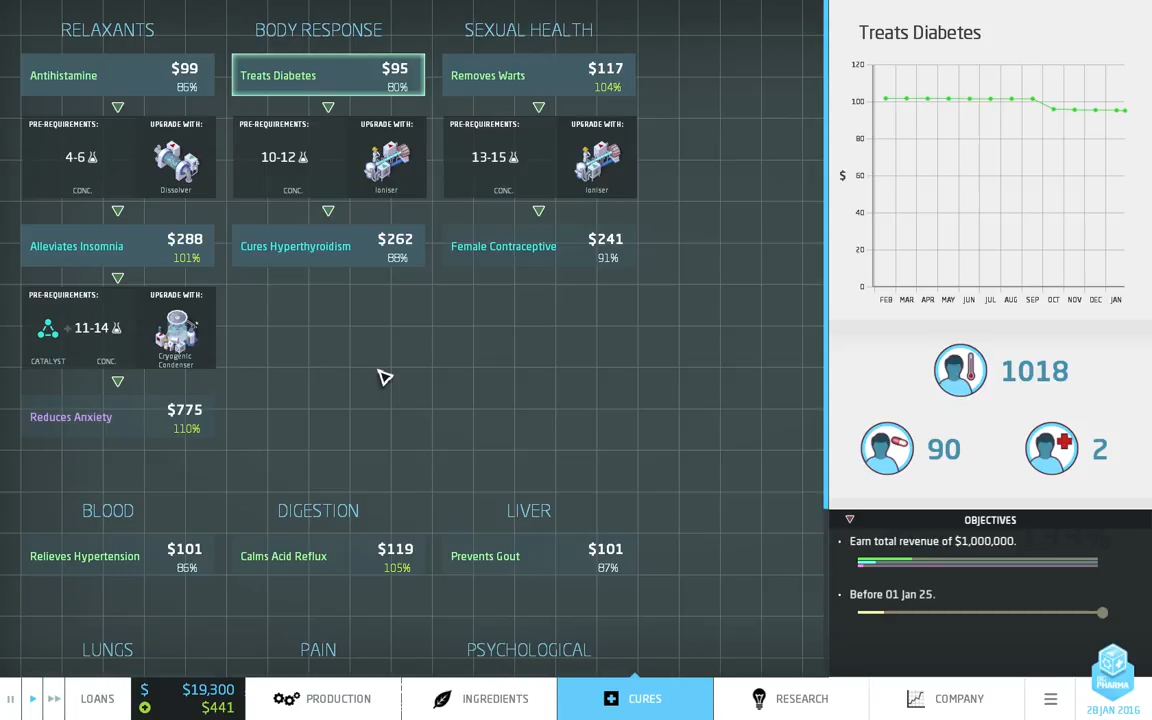 RELAXANTS
BODY RESPONSE
SEXUAL HEALTH
Treats Diabetes
Antihistamine
$99
86%
Treats Diabetes
$95
80%
Removes Warts
$117
104%
PRE-REQUIREMENTS:
UPGRADE WITH:
4-6
CONC.
Dissolver
PRE-REQUIREMENTS:
UPGRADE WITH:
10-12
CONC.
Ioniser
PRE-REQUIREMENTS:
UPGRADE WITH:
13-15
CONC.
Ioniser
Alleviates Insomnia
$288
101%
Cures Hyperthyroidism
$262
88%
Female Contraceptive
$241
91%
PRE-REQUIREMENTS:
UPGRADE WITH:
+ 11-14
CATALYST
CONC.
Cryogenic
Condenser
Reduces Anxiety
$775
110%
BLOOD
DIGESTION
LIVER
Relieves Hypertension
$101
86%
Calms Acid Reflux
$119
105%
Prevents Gout
$101
87%
LUNGS
PAIN
PSYCHOLOGICAL
120
100
80
60
40
20
0
$
FEB MAR APR MAY JUN JUL AUG SEP OCT NOV DEC JAN
1018
90
2
OBJECTIVES
• Earn total revenue of $1,000,000.
• Before 01 Jan 25.
LOANS
$ $19,300
$441
PRODUCTION
INGREDIENTS
CURES
RESEARCH
COMPANY
BIG
PHARMA
28 JAN 2016